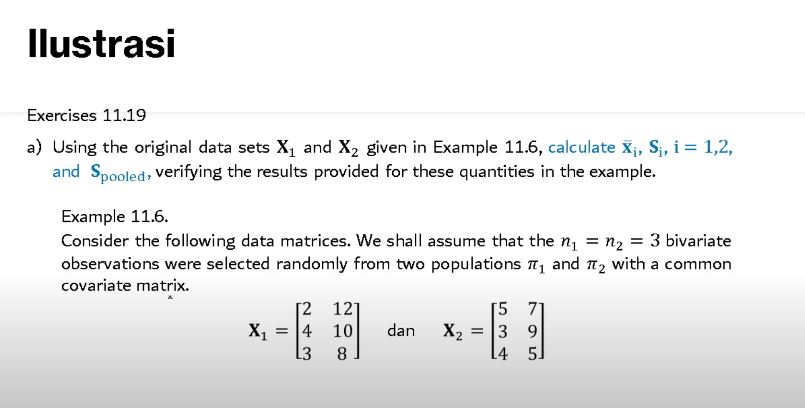 Ilustrasi
Exercises 11.19
a) Using the original data sets X₁ and X₂ given in Example 11.6, calculate x̄ᵢ, Sᵢ, i = 1,2,
and S_pooled, verifying the results provided for these quantities in the example.
Example 11.6.
Consider the following data matrices. We shall assume that the n₁ = n₂ = 3 bivariate
observations were selected randomly from two populations π₁ and π₂ with a common
covariate matrix.
X₁ = [2 12; 4 10; 3 8] dan X₂ = [5 7; 3 9; 4 5]